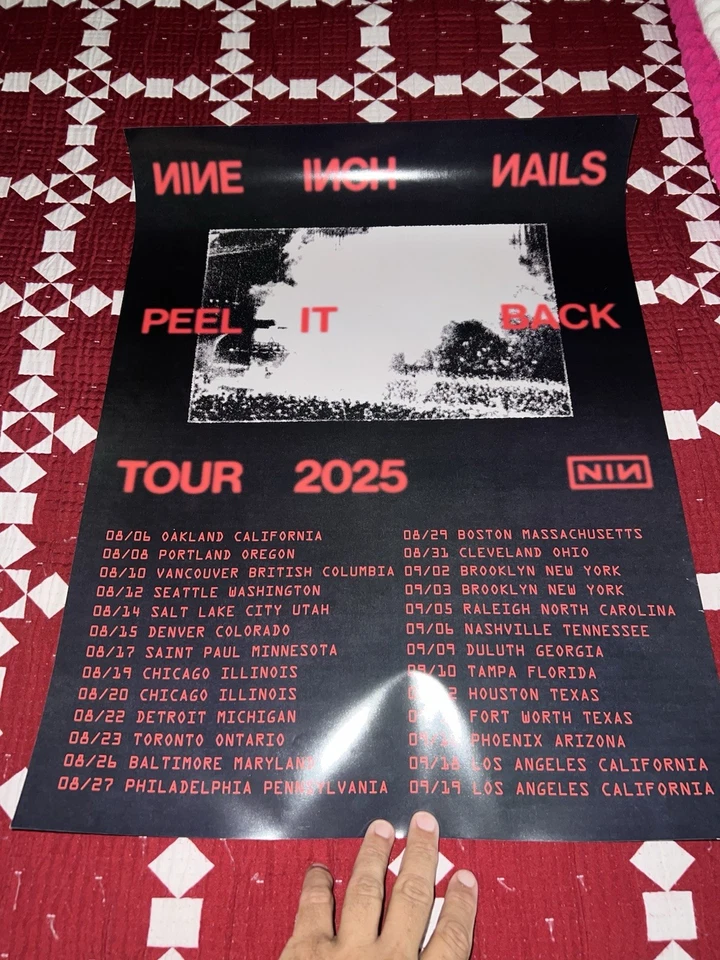 NINE INCH NAILS
PEEL IT BACK
TOUR 2025 NIN
08/06 OAKLAND CALIFORNIA
08/08 PORTLAND OREGON
08/10 VANCOUVER BRITISH COLUMBIA
08/12 SEATTLE WASHINGTON
08/14 SALT LAKE CITY UTAH
08/15 DENVER COLORADO
08/17 SAINT PAUL MINNESOTA
08/19 CHICAGO ILLINOIS
08/20 CHICAGO ILLINOIS
08/22 DETROIT MICHIGAN
08/23 TORONTO ONTARIO
08/26 BALTIMORE MARYLAND
08/27 PHILADELPHIA PENNSYLVANIA
08/29 BOSTON MASSACHUSETTS
08/31 CLEVELAND OHIO
09/02 BROOKLYN NEW YORK
09/03 BROOKLYN NEW YORK
09/05 RALEIGH NORTH CAROLINA
09/06 NASHVILLE TENNESSEE
09/09 DULUTH GEORGIA
09/10 TAMPA FLORIDA
HOUSTON TEXAS
FORT WORTH TEXAS
PHOENIX ARIZONA
09/18 LOS ANGELES CALIFORNIA
09/19 LOS ANGELES CALIFORNIA